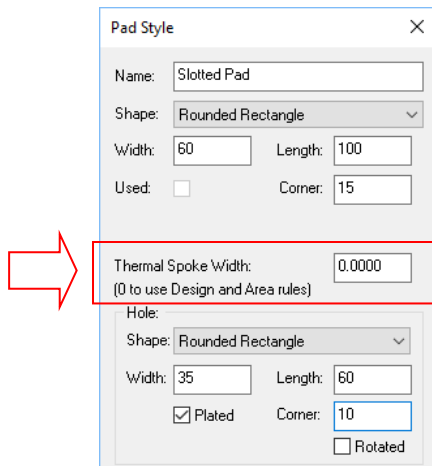 Pad Style
Name: Slotted Pad
Shape: Rounded Rectangle
Width: 60 Length: 100
Used: Corner: 15
Thermal Spoke Width: 0.0000
(0 to use Design and Area rules)
Hole:
Shape: Rounded Rectangle
Width: 35 Length: 60
Plated Corner: 10
Rotated